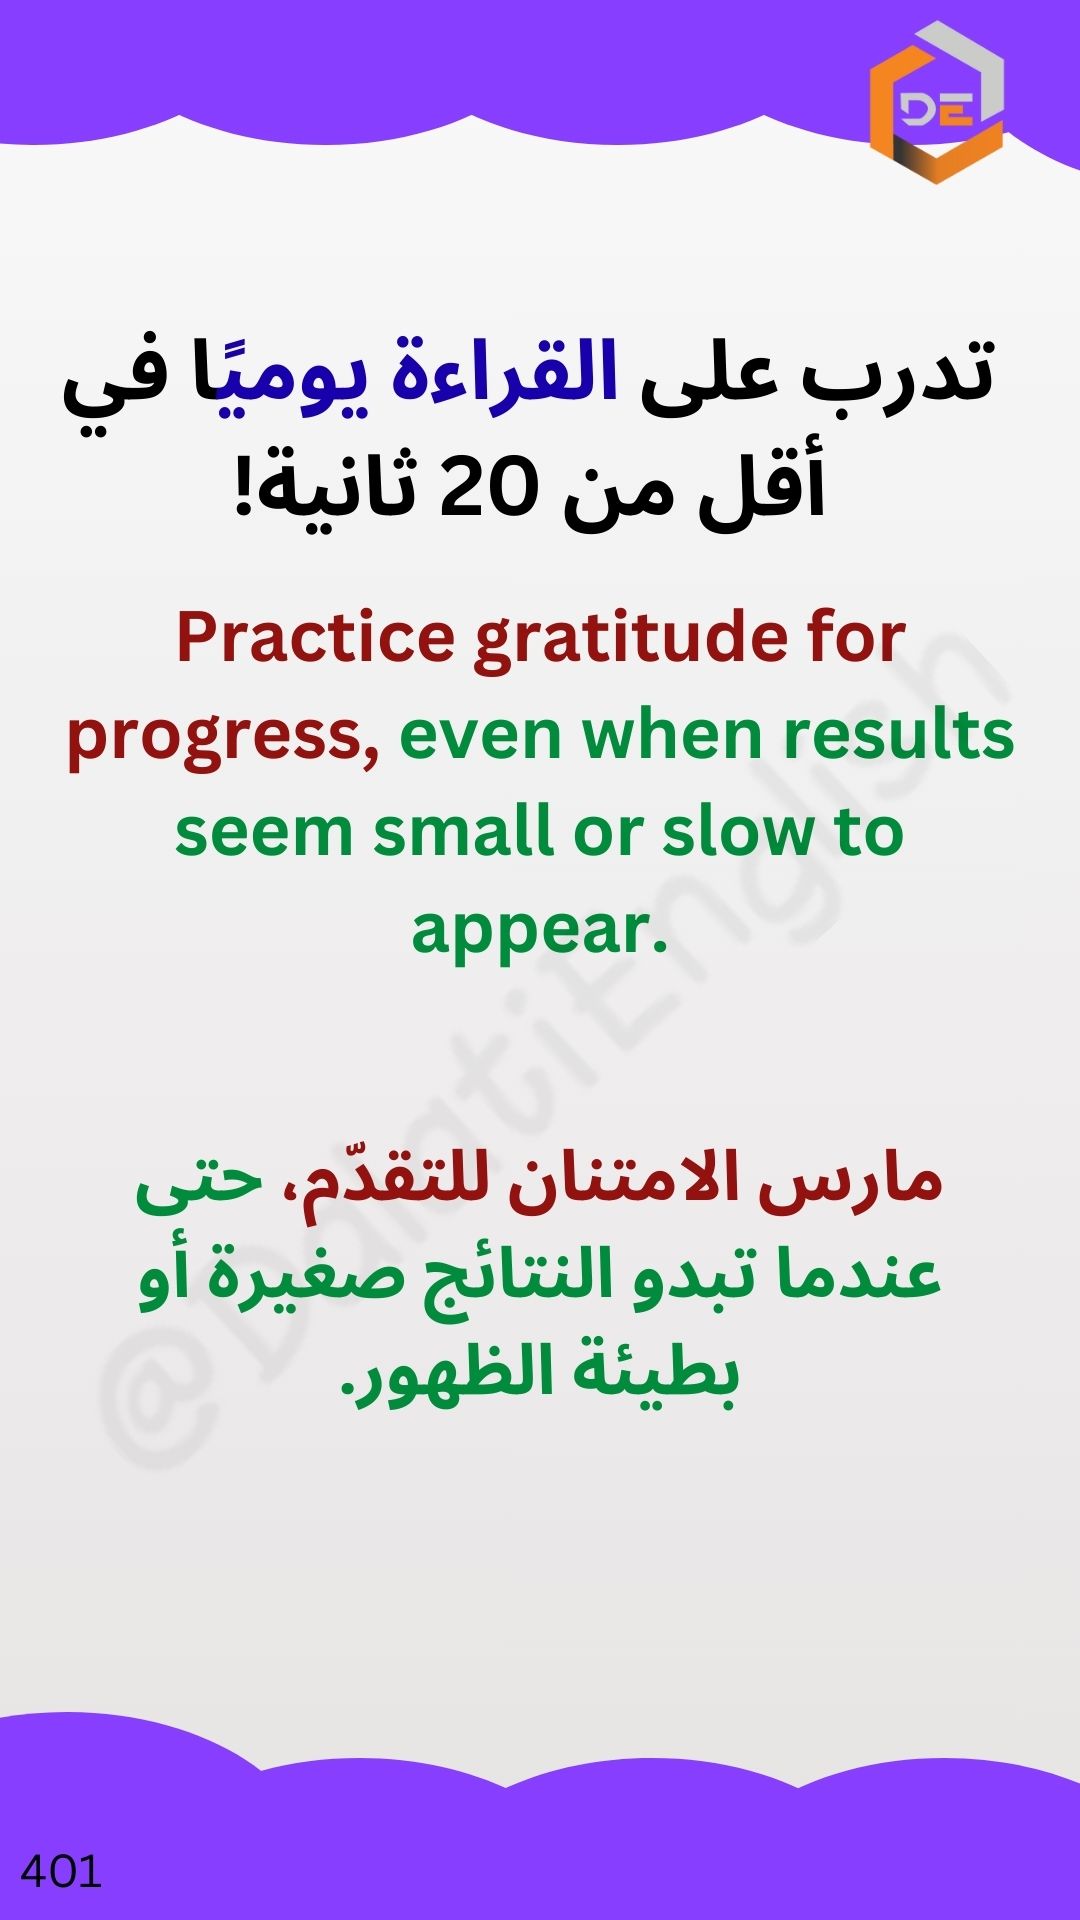 DE
تدرب على القراءة يوميًا في
أقل من 20 ثانية!
Practice gratitude for
progress, even when results
seem small or slow to
appear.
مارس الامتنان للتقدّم، حتى
عندما تبدو النتائج صغيرة أو
بطيئة الظهور.
@DalatiEnglish
401